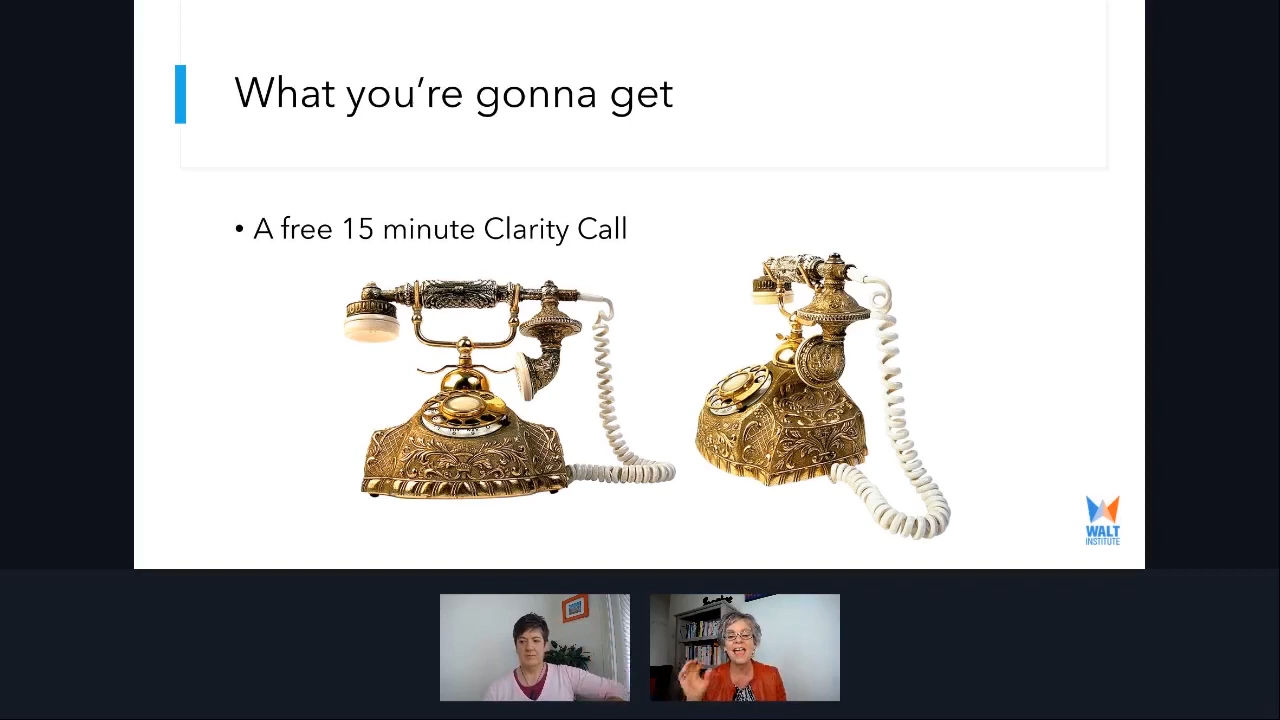 What you’re gonna get
• A free 15 minute Clarity Call
WALT
INSTITUTE